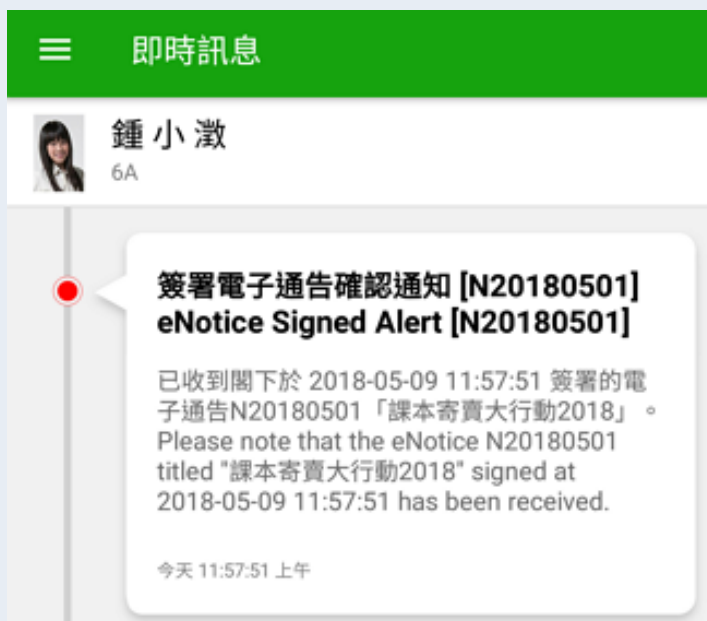 即時訊息
鍾小澂
6A
簽署電子通告確認通知 [N20180501]
eNotice Signed Alert [N20180501]
已收到閣下於 2018-05-09 11:57:51 簽署的電
子通告N20180501「課本寄賣大行動2018」。
Please note that the eNotice N20180501
titled "課本寄賣大行動2018" signed at
2018-05-09 11:57:51 has been received.
今天 11:57:51 上午